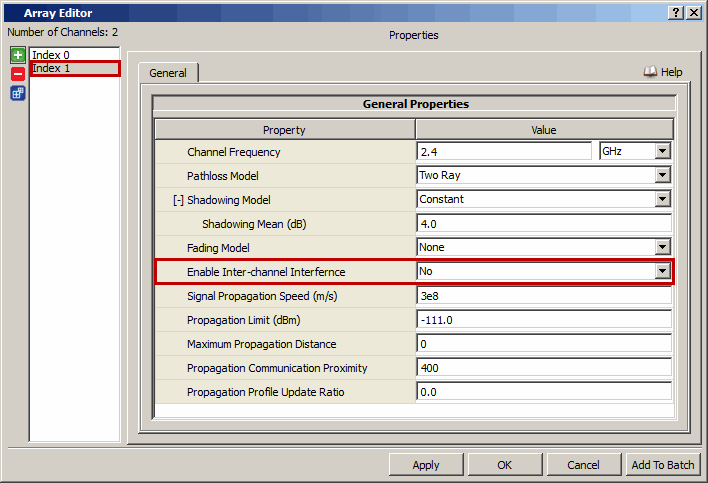 Array Editor
Number of Channels: 2
Properties
Index 0
Index 1
General
Help
General Properties
Property Value
Channel Frequency 2.4 GHz
Pathloss Model Two Ray
[-] Shadowing Model Constant
Shadowing Mean (dB) 4.0
Fading Model None
Enable Inter-channel Interfernce No
Signal Propagation Speed (m/s) 3e8
Propagation Limit (dBm) -111.0
Maximum Propagation Distance 0
Propagation Communication Proximity 400
Propagation Profile Update Ratio 0.0
Apply OK Cancel Add To Batch